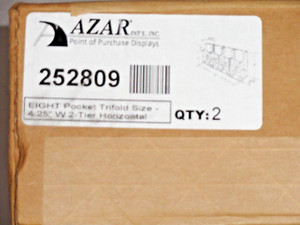 AZAR INT'L, INC.
Point of Purchase Displays
252809
EIGHT Pocket Trifold Size -
4.25" W 2-Tier Horizontal
QTY: 2